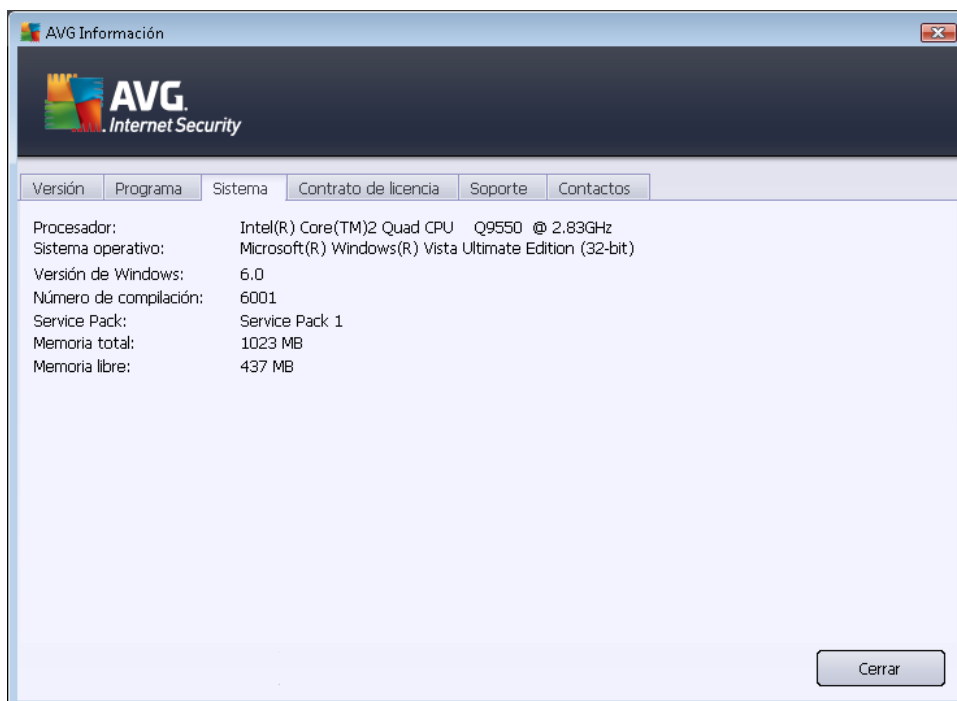 AVG Información
AVG.
Internet Security
Versión Programa Sistema Contrato de licencia Soporte Contactos
Procesador: Intel(R) Core(TM)2 Quad CPU Q9550 @ 2.83GHz
Sistema operativo: Microsoft(R) Windows(R) Vista Ultimate Edition (32-bit)
Versión de Windows: 6.0
Número de compilación: 6001
Service Pack: Service Pack 1
Memoria total: 1023 MB
Memoria libre: 437 MB
Cerrar